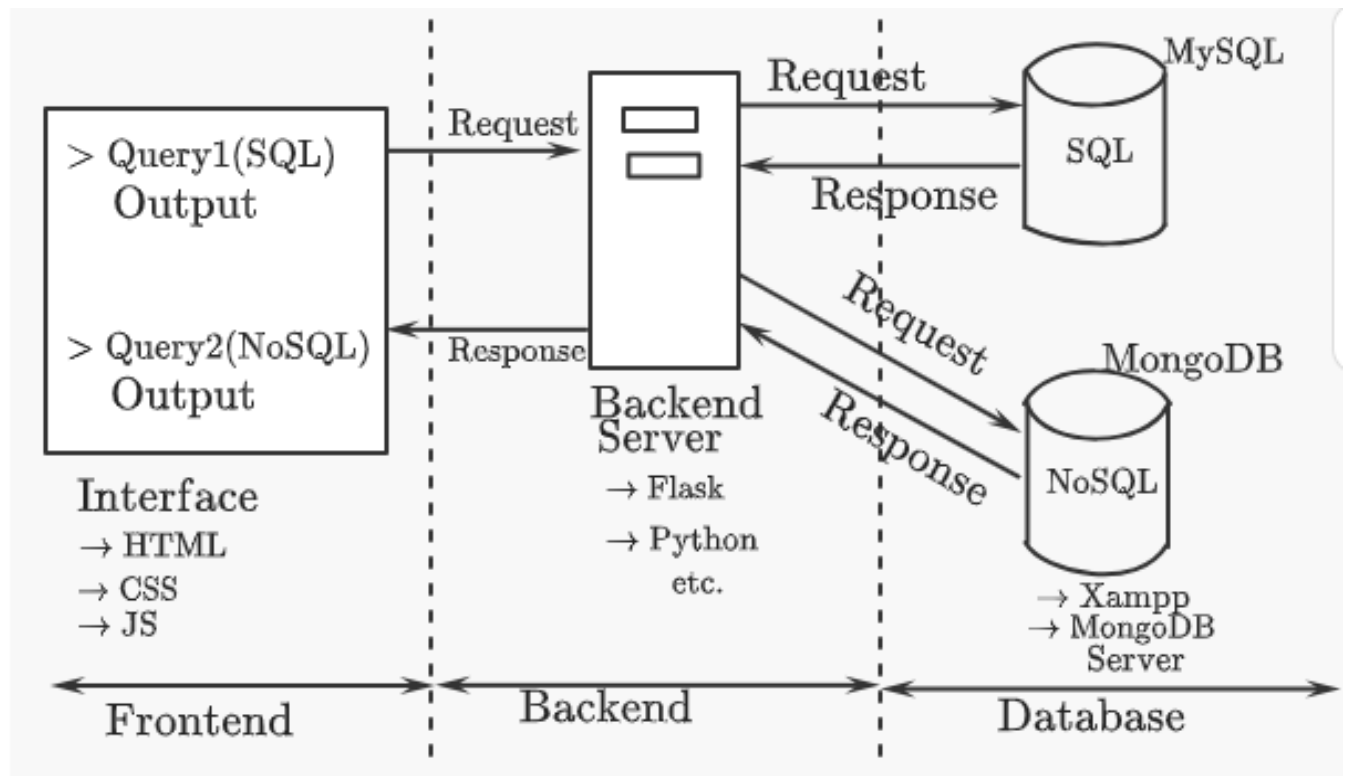 > Query1(SQL)
Output
> Query2(NoSQL)
Output
Interface
→ HTML
→ CSS
→ JS
Frontend
Request
Response
Backend
Server
→ Flask
→ Python
etc.
Backend
Request
Response
Request
Response
MySQL
SQL
MongoDB
NoSQL
→ Xampp
→ MongoDB
Server
Database